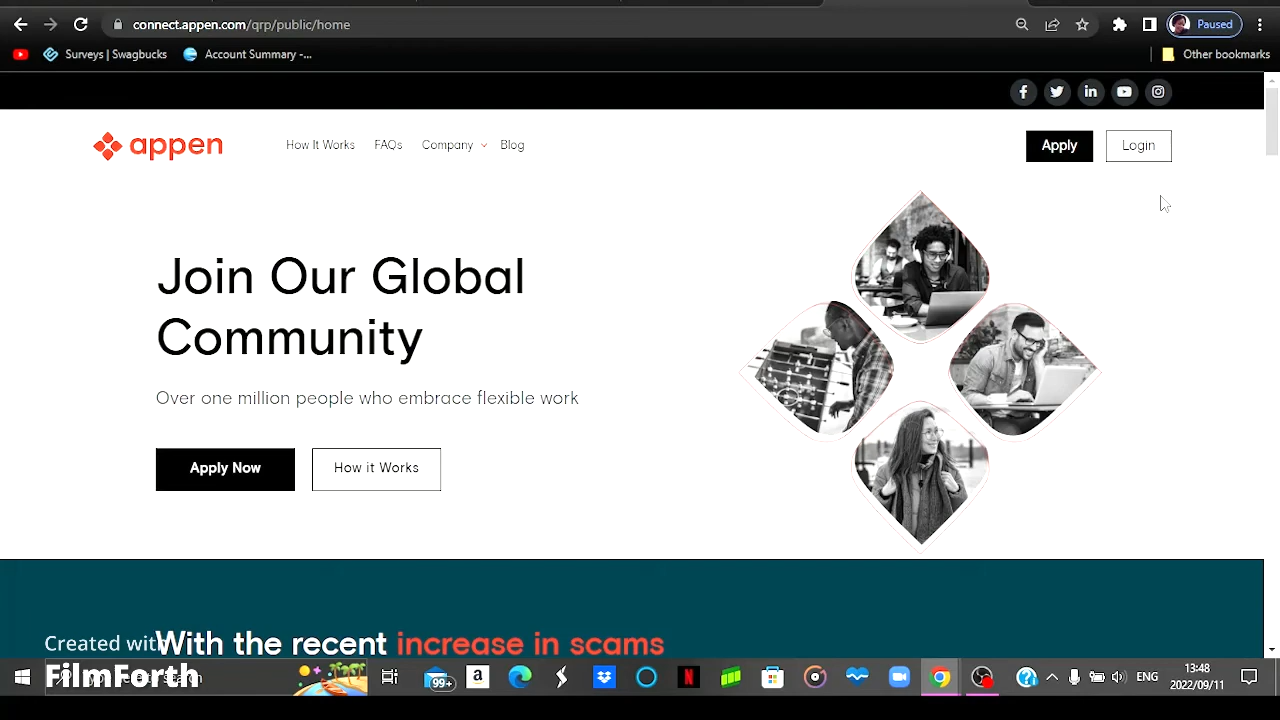 connect.appen.com/qrp/public/home
Paused
Surveys | Swagbucks
Account Summary -...
Other bookmarks
appen
How It Works
FAQs
Company
Blog
Apply
Login
Join Our Global
Community
Over one million people who embrace flexible work
Apply Now
How it Works
With the recent increase in scams
Created with
FilmForth
99+
ENG
13:48
2022/09/11